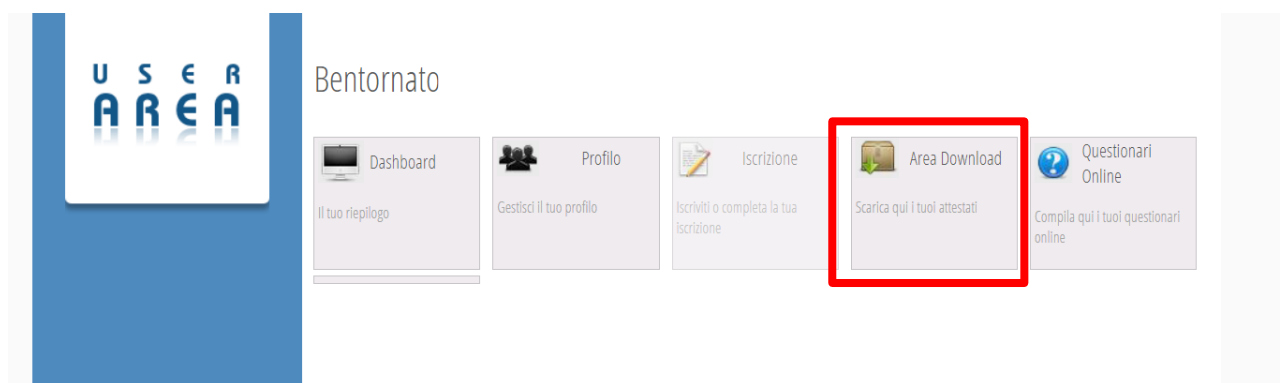 USER
AREA
Bentornato
Dashboard
Il tuo riepilogo
Profilo
Gestisci il tuo profilo
Iscrizione
Iscriviti o completa la tua
iscrizione
Area Download
Scarica qui i tuoi attestati
Questionari
Online
Compila qui i tuoi questionari
online